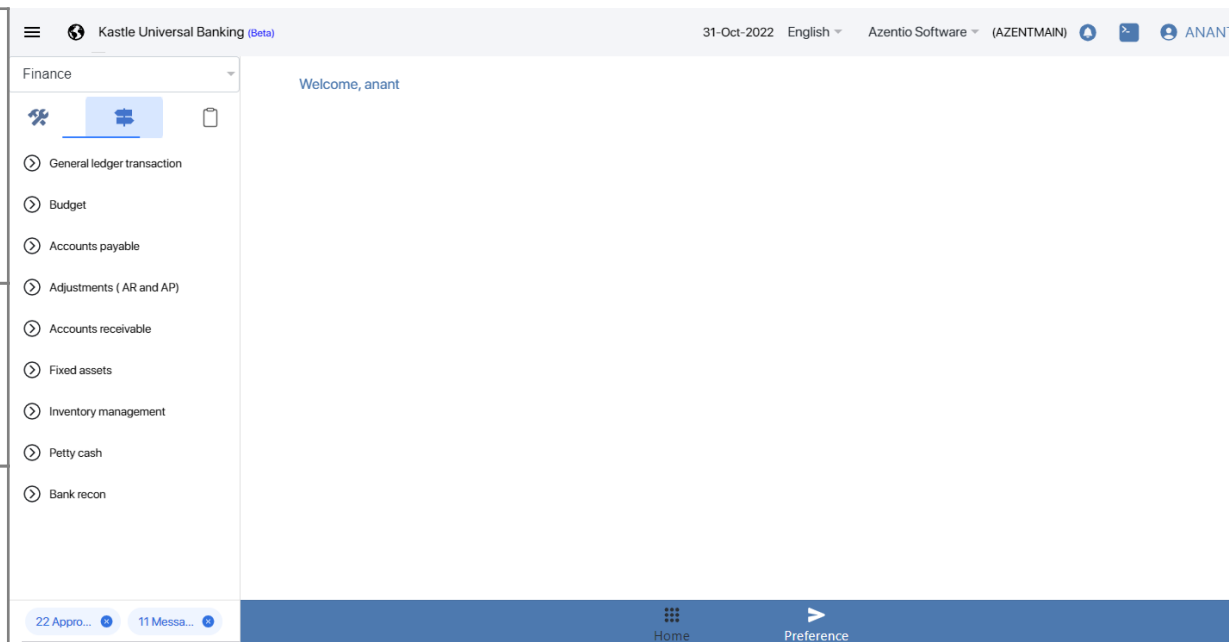 Kastle Universal Banking (Beta) 31-Oct-2022 English Azentio Software (AZENTMAIN) ANANT
Finance
Welcome, anant
General ledger transaction
Budget
Accounts payable
Adjustments ( AR and AP)
Accounts receivable
Fixed assets
Inventory management
Petty cash
Bank recon
22 Appro... 11 Messa...
Home Preference